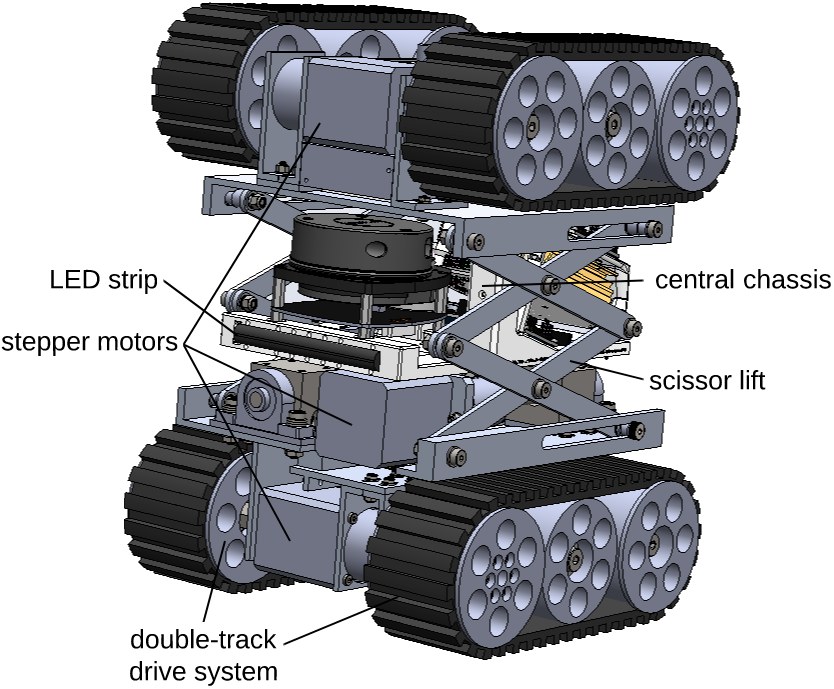 LED strip
central chassis
stepper motors
scissor lift
double-track
drive system